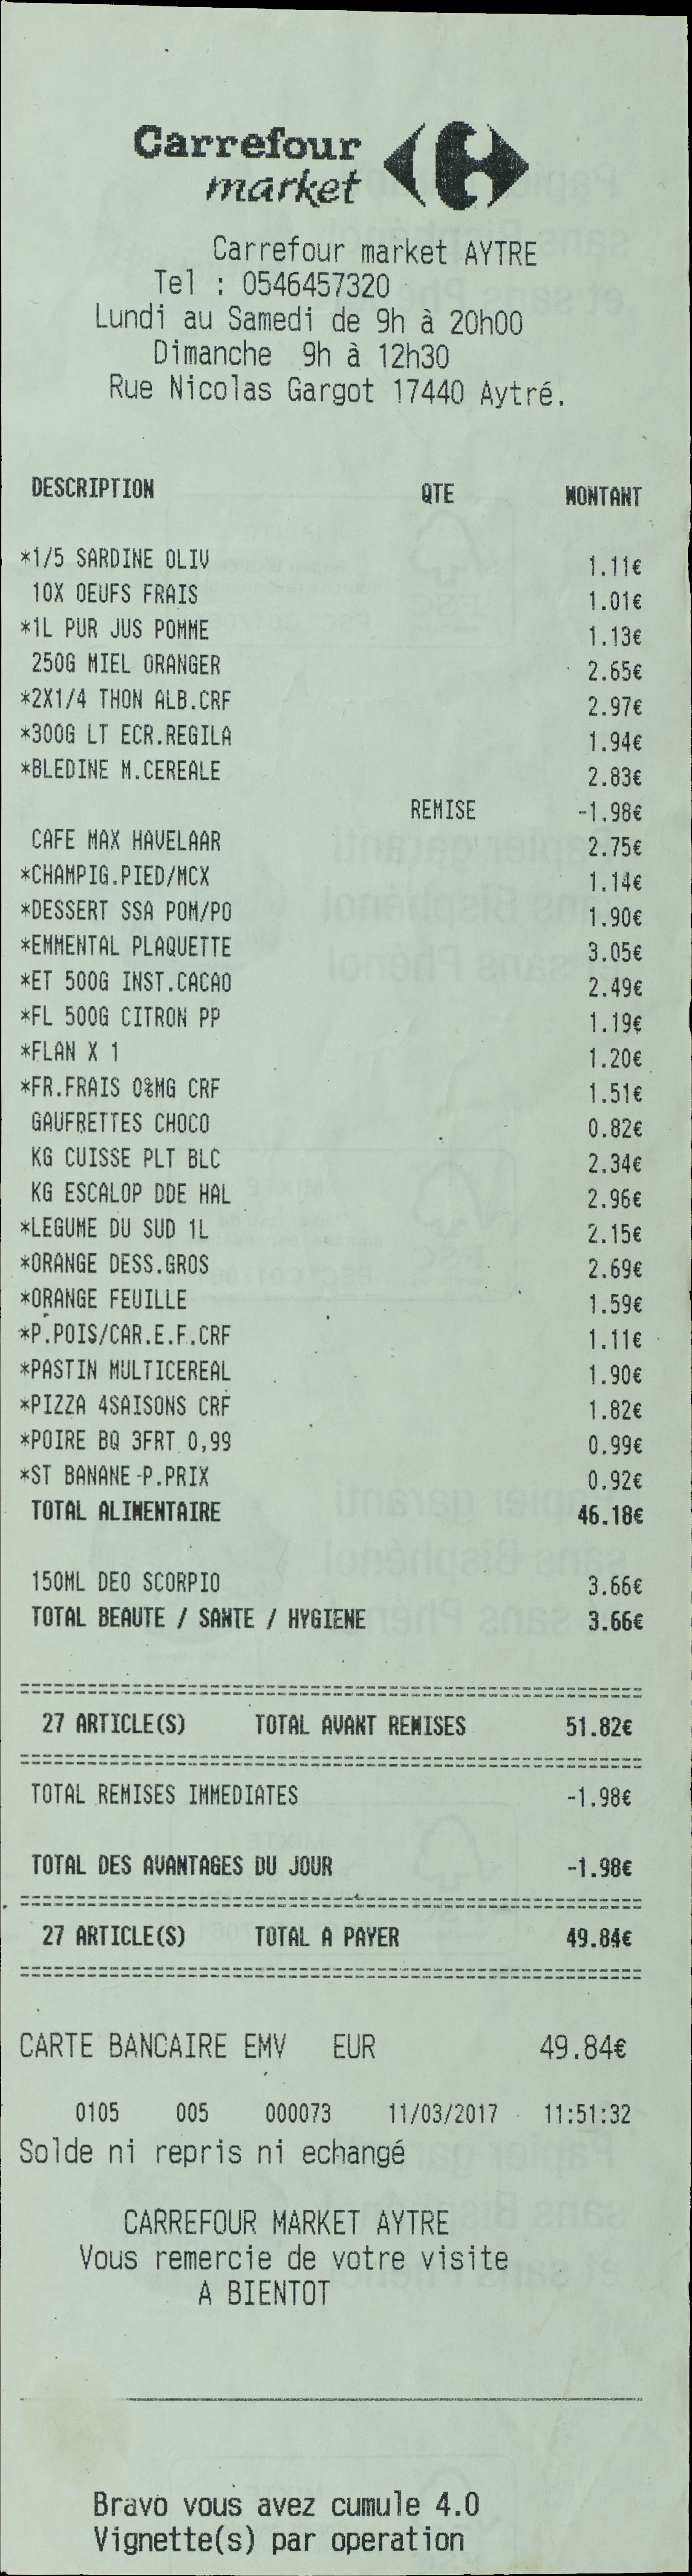 Carrefour
market
Carrefour market AYTRE
Tel : 0546457320
Lundi au Samedi de 9h à 20h00
Dimanche 9h à 12h30
Rue Nicolas Gargot 17440 Aytré.
DESCRIPTION QTE MONTANT
*1/5 SARDINE OLIV 1.11€
10X OEUFS FRAIS 1.01€
*1L PUR JUS POMME 1.13€
250G MIEL ORANGER 2.65€
*2X1/4 THON ALB.CRF 2.97€
*300G LT ECR.REGILA 1.94€
*BLEDINE M.CEREALE 2.83€
REMISE -1.98€
CAFE MAX HAVELAAR 2.75€
*CHAMPIG.PIED/MCX 1.14€
*DESSERT SSA POM/PO 1.90€
*EMMENTAL PLAQUETTE 3.05€
*ET 500G INST.CACAO 2.49€
*FL 500G CITRON PP 1.19€
*FLAN X 1 1.20€
*FR.FRAIS 0%MG CRF 1.51€
GAUFRETTES CHOCO 0.82€
KG CUISSE PLT BLC 2.34€
KG ESCALOP DDE HAL 2.96€
*LEGUME DU SUD 1L 2.15€
*ORANGE DESS.GROS 2.69€
*ORANGE FEUILLE 1.59€
*P.POIS/CAR.E.F.CRF 1.11€
*PASTIN MULTICEREAL 1.90€
*PIZZA 4SAISONS CRF 1.82€
*POIRE BQ 3FRT 0,99 0.99€
*ST BANANE-P.PRIX 0.92€
TOTAL ALIMENTAIRE 46.18€
150ML DEO SCORPIO 3.66€
TOTAL BEAUTE / SANTE / HYGIENE 3.66€
27 ARTICLE(S) TOTAL AVANT REMISES 51.82€
TOTAL REMISES IMMEDIATES -1.98€
TOTAL DES AVANTAGES DU JOUR -1.98€
27 ARTICLE(S) TOTAL A PAYER 49.84€
CARTE BANCAIRE EMV EUR 49.84€
0105 005 000073 11/03/2017 11:51:32
Solde ni repris ni echangé
CARREFOUR MARKET AYTRE
Vous remercie de votre visite
A BIENTOT
Bravo vous avez cumule 4.0
Vignette(s) par operation